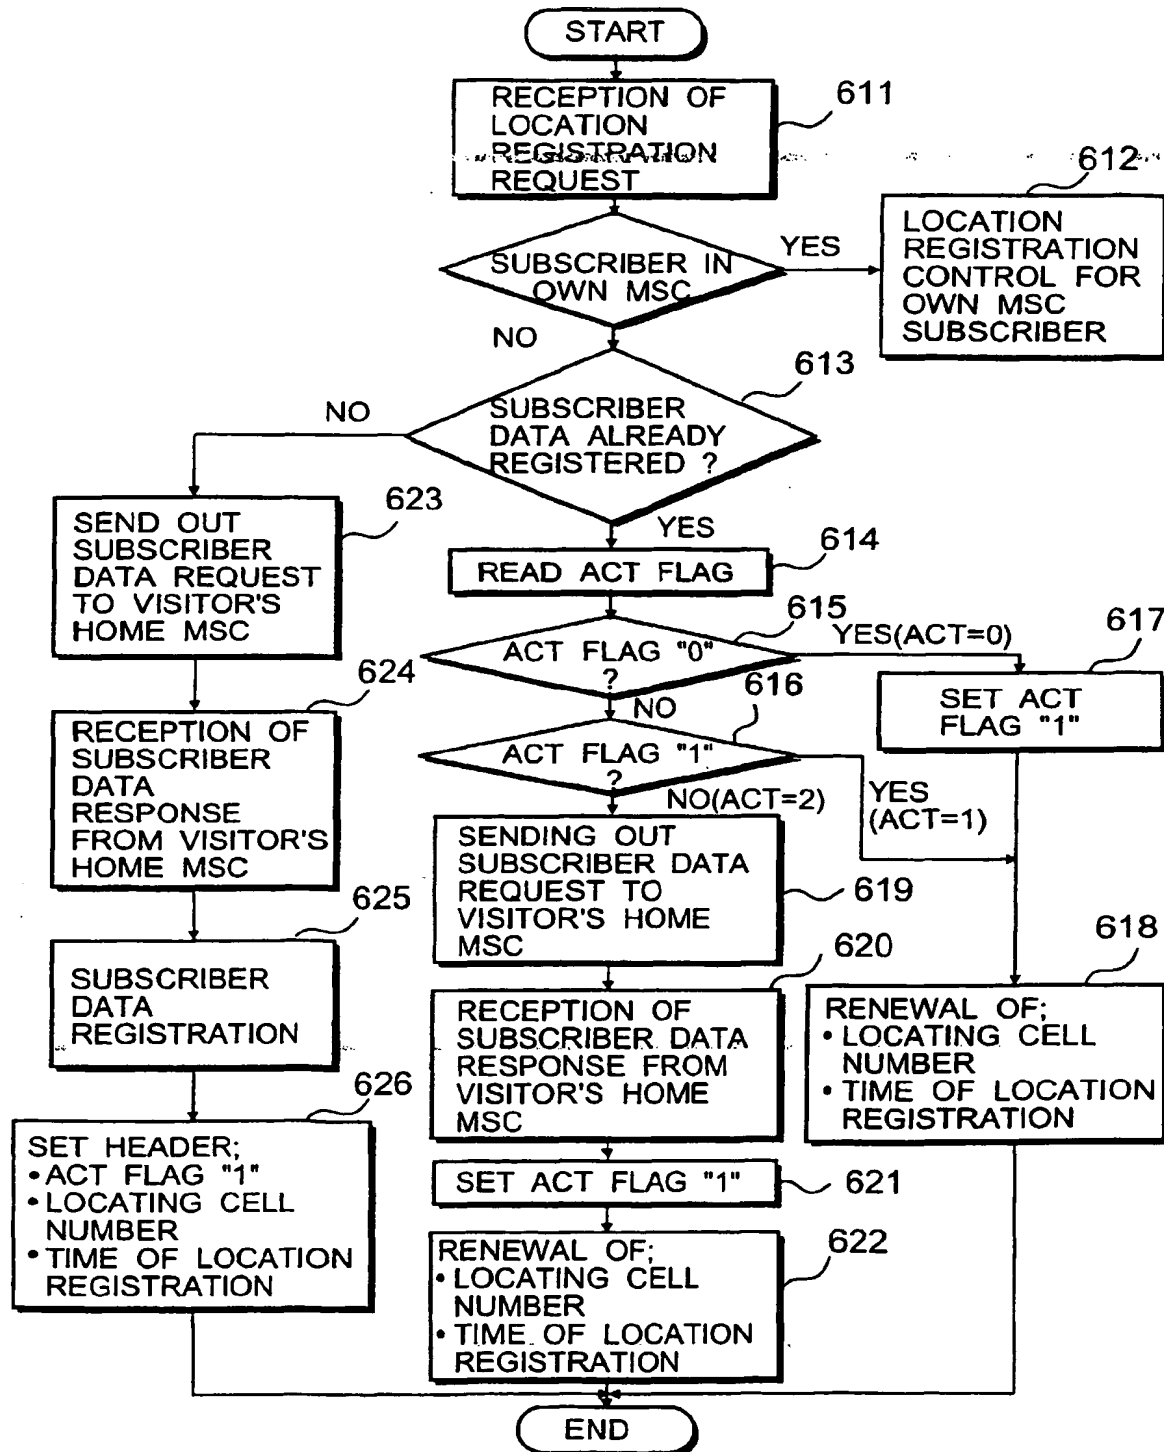 START
RECEPTION OF
LOCATION
REGISTRATION
REQUEST
611
612
SUBSCRIBER IN
OWN MSC
YES
LOCATION
REGISTRATION
CONTROL FOR
OWN MSC
SUBSCRIBER
NO
613
SUBSCRIBER
DATA ALREADY
REGISTERED ?
NO
YES
623
SEND OUT
SUBSCRIBER
DATA REQUEST
TO VISITOR'S
HOME MSC
614
READ ACT FLAG
615
ACT FLAG "0"
?
YES(ACT=0)
617
SET ACT
FLAG "1"
NO
616
ACT FLAG "1"
?
YES
(ACT=1)
NO(ACT=2)
624
RECEPTION OF
SUBSCRIBER
DATA
RESPONSE
FROM VISITOR'S
HOME MSC
SENDING OUT
SUBSCRIBER DATA
REQUEST TO
VISITOR'S HOME
MSC
619
625
SUBSCRIBER
DATA
REGISTRATION
620
RECEPTION OF
SUBSCRIBER DATA
RESPONSE FROM
VISITOR'S HOME
MSC
618
RENEWAL OF;
• LOCATING CELL
NUMBER
• TIME OF LOCATION
REGISTRATION
626
SET HEADER;
• ACT FLAG "1"
• LOCATING CELL
NUMBER
• TIME OF LOCATION
REGISTRATION
SET ACT FLAG "1"
621
622
RENEWAL OF;
• LOCATING CELL
NUMBER
• TIME OF LOCATION
REGISTRATION
END